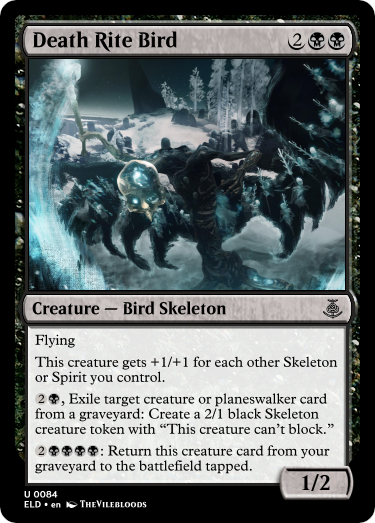 Death Rite Bird 2
Creature — Bird Skeleton
Flying
This creature gets +1/+1 for each other Skeleton
or Spirit you control.
2, Exile target creature or planeswalker card
from a graveyard: Create a 2/1 black Skeleton
creature token with “This creature can’t block.”
2: Return this creature card from your
graveyard to the battlefield tapped.
1/2
U 0084
ELD • en TheVilebloods